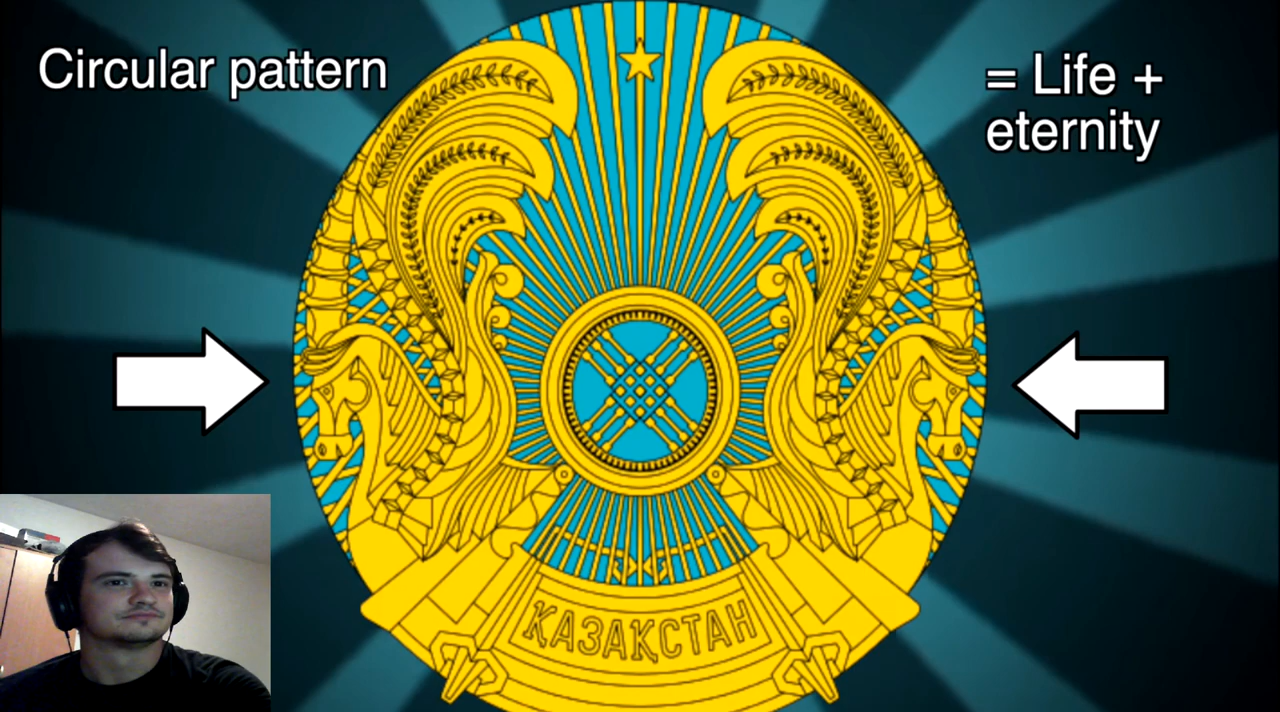 Circular pattern
= Life +
eternity
ҚАЗАҚСТАН